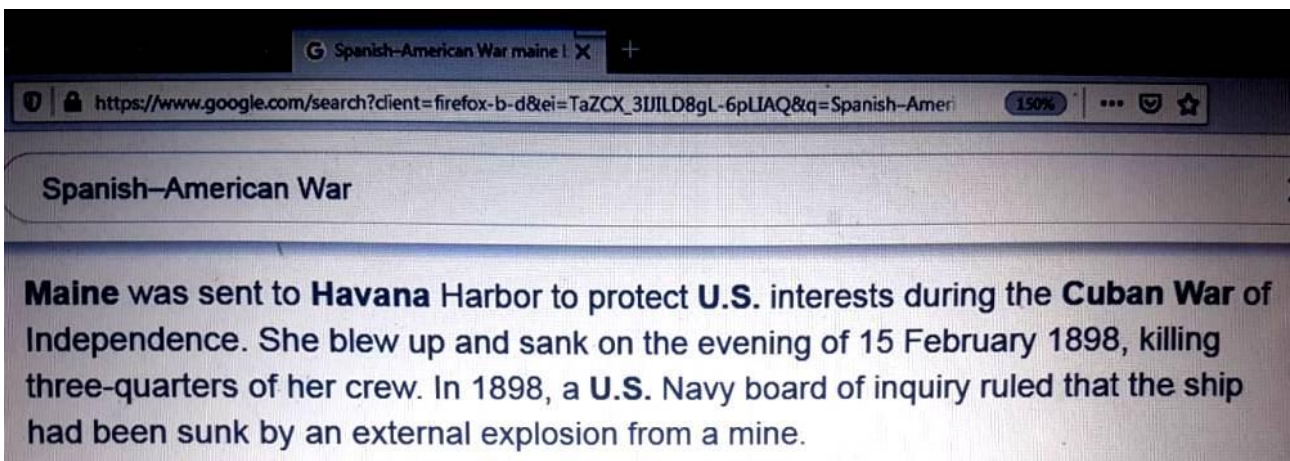 G Spanish–American War maine l
https://www.google.com/search?client=firefox-b-d&ei=TaZCX_3IJILD8gL-6pLIAQ&q=Spanish–Ameri 150%
Spanish–American War
Maine was sent to Havana Harbor to protect U.S. interests during the Cuban War of
Independence. She blew up and sank on the evening of 15 February 1898, killing
three-quarters of her crew. In 1898, a U.S. Navy board of inquiry ruled that the ship
had been sunk by an external explosion from a mine.